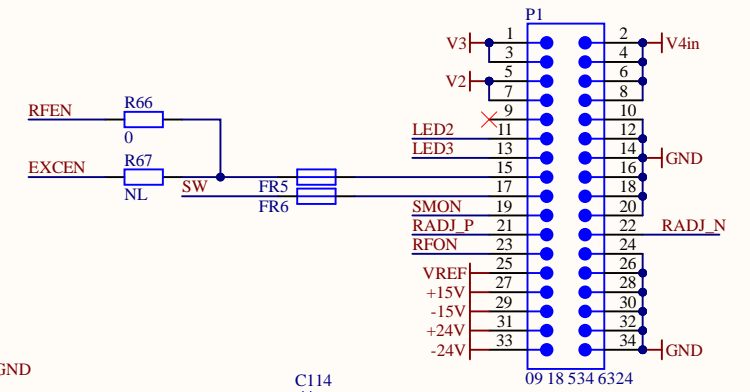 P1
V3 1 2 V4in
3 4
V2 5 6
7 8
9 10
LED2 11 12
LED3 13 14 GND
15 16
17 18
SMON 19 20
RADJ_P 21 22 RADJ_N
RFON 23 24
VREF 25 26
+15V 27 28
-15V 29 30
+24V 31 32
-24V 33 34 GND
09 18 534 6324
RFEN R66
0
EXCEN R67
NL
SW FR5
FR6
GND
C114